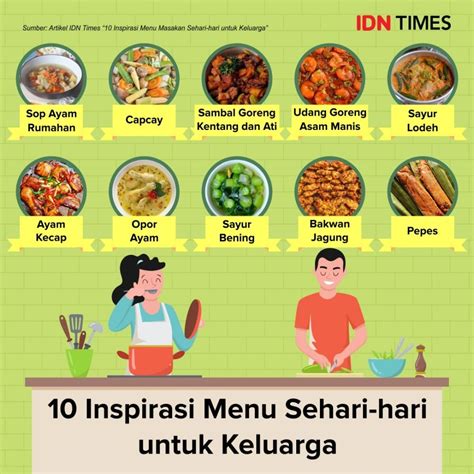 Sumber: Artikel IDN Times "10 Inspirasi Menu Masakan Sehari-hari untuk Keluarga"
IDN TIMES
Sop Ayam
Rumahan
Capcay
Sambal Goreng
Kentang dan Ati
Udang Goreng
Asam Manis
Sayur
Lodeh
Ayam
Kecap
Opor
Ayam
Sayur
Bening
Bakwan
Jagung
Pepes
10 Inspirasi Menu Sehari-hari
untuk Keluarga